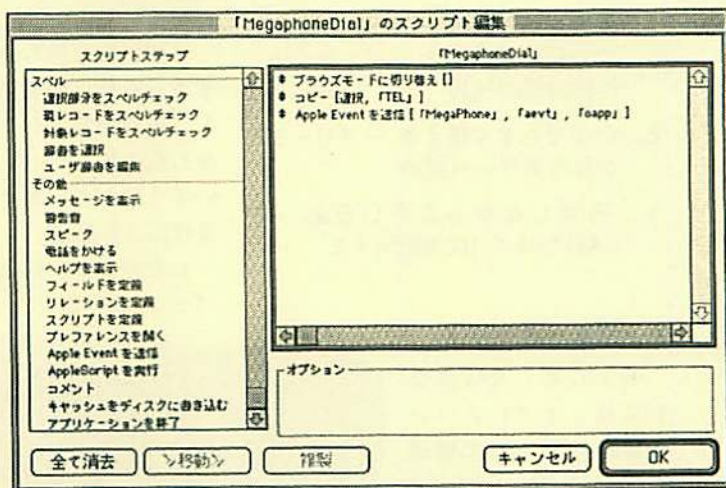 「MegaphoneDial」のスクリプト編集
スクリプトステップ
スペル
選択部分をスペルチェック
現レコードをスペルチェック
対象レコードをスペルチェック
辞書を選択
ユーザ辞書を編集
その他
メッセージを表示
警告音
スピーク
電話をかける
ヘルプを表示
フィールドを定義
リレーションを定義
スクリプトを定義
プレファレンスを開く
Apple Event を送信
AppleScript を実行
コメント
キャッシュをディスクに書き込む
アプリケーションを終了
「MegaphoneDial」
ブラウズモードに切り替え []
コピー [選択, 「TEL」]
Apple Event を送信 [「MegaPhone」, 「aevt」, 「oapp」]
オプション
全て消去
移動
複製
キャンセル
OK